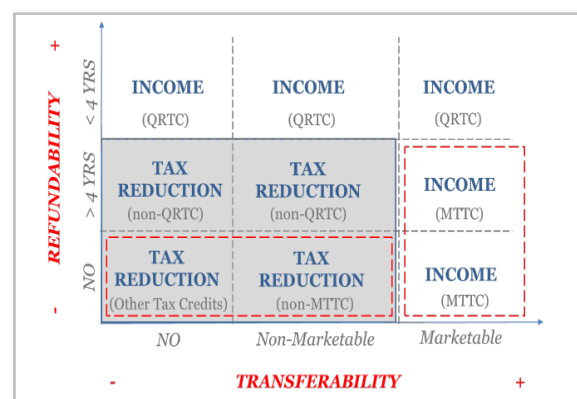 +
REFUNDABILITY
-
< 4 YRS
> 4 YRS
NO
INCOME
(QRTC)
INCOME
(QRTC)
INCOME
(QRTC)
TAX
REDUCTION
(non-QRTC)
TAX
REDUCTION
(non-QRTC)
INCOME
(MTTC)
TAX
REDUCTION
(Other Tax Credits)
TAX
REDUCTION
(non-MTTC)
INCOME
(MTTC)
NO
Non-Marketable
Marketable
-
TRANSFERABILITY
+